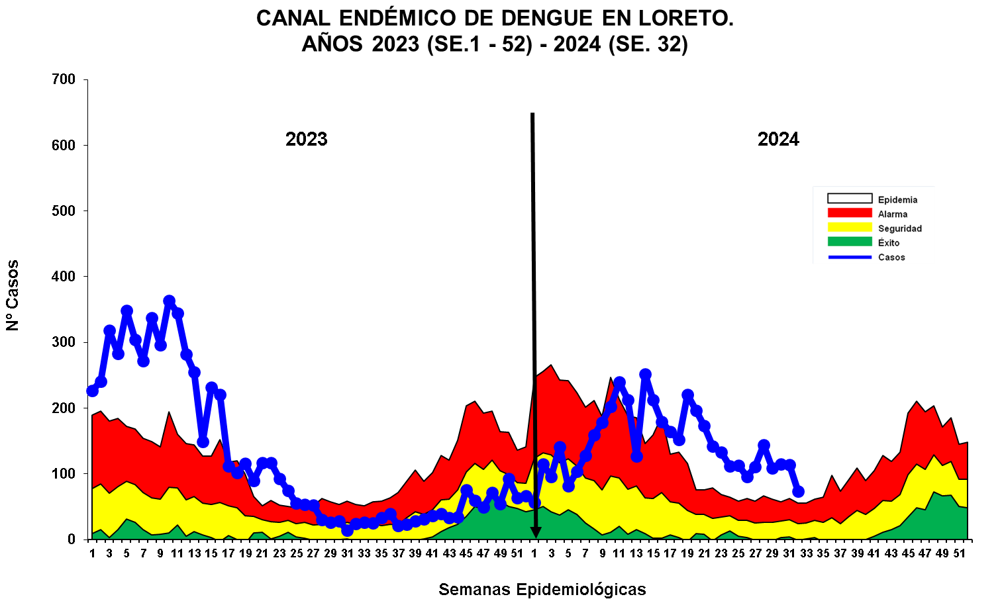 CANAL ENDÉMICO DE DENGUE EN LORETO.
AÑOS 2023 (SE.1 - 52) - 2024 (SE. 32)
700
600
500
400
300
200
100
0
Nº Casos
2023
2024
Epidemia
Alarma
Seguridad
Éxito
Casos
1 3 5 7 9 11 13 15 17 19 21 23 25 27 29 31 33 35 37 39 41 43 45 47 49 51 1 3 5 7 9 11 13 15 17 19 21 23 25 27 29 31 33 35 37 39 41 43 45 47 49 51
Semanas Epidemiológicas